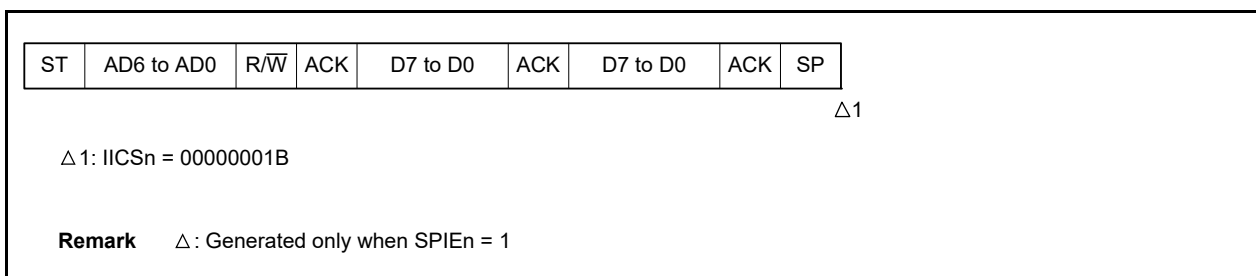 ST AD6 to AD0 R/W̅ ACK D7 to D0 ACK D7 to D0 ACK SP
△1
△1: IICSn = 00000001B
Remark △: Generated only when SPIEn = 1